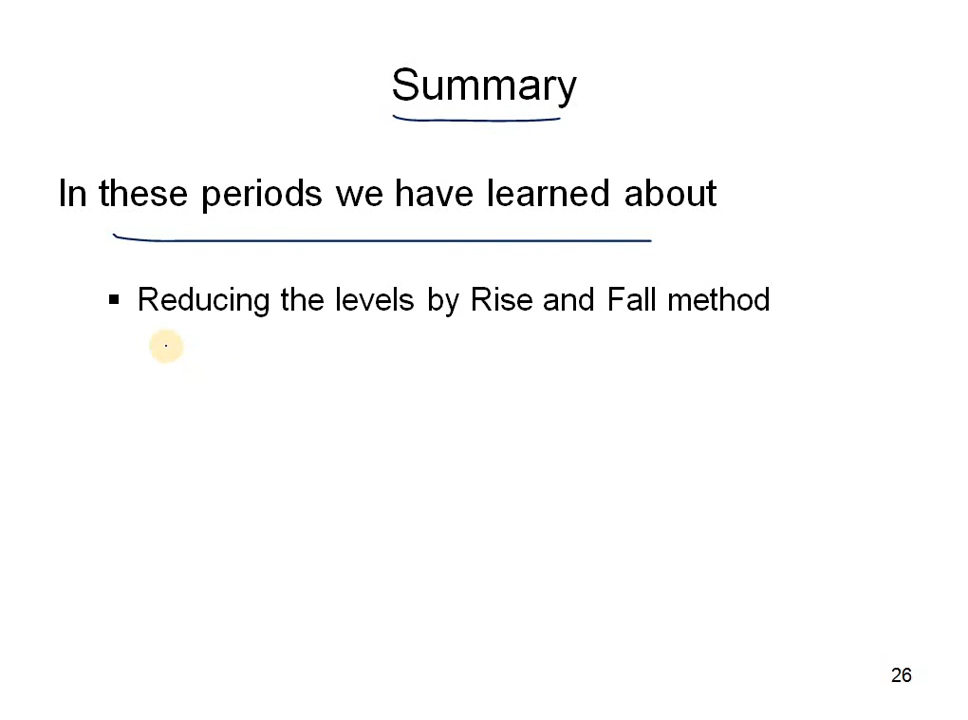 Summary
In these periods we have learned about
▪ Reducing the levels by Rise and Fall method
26